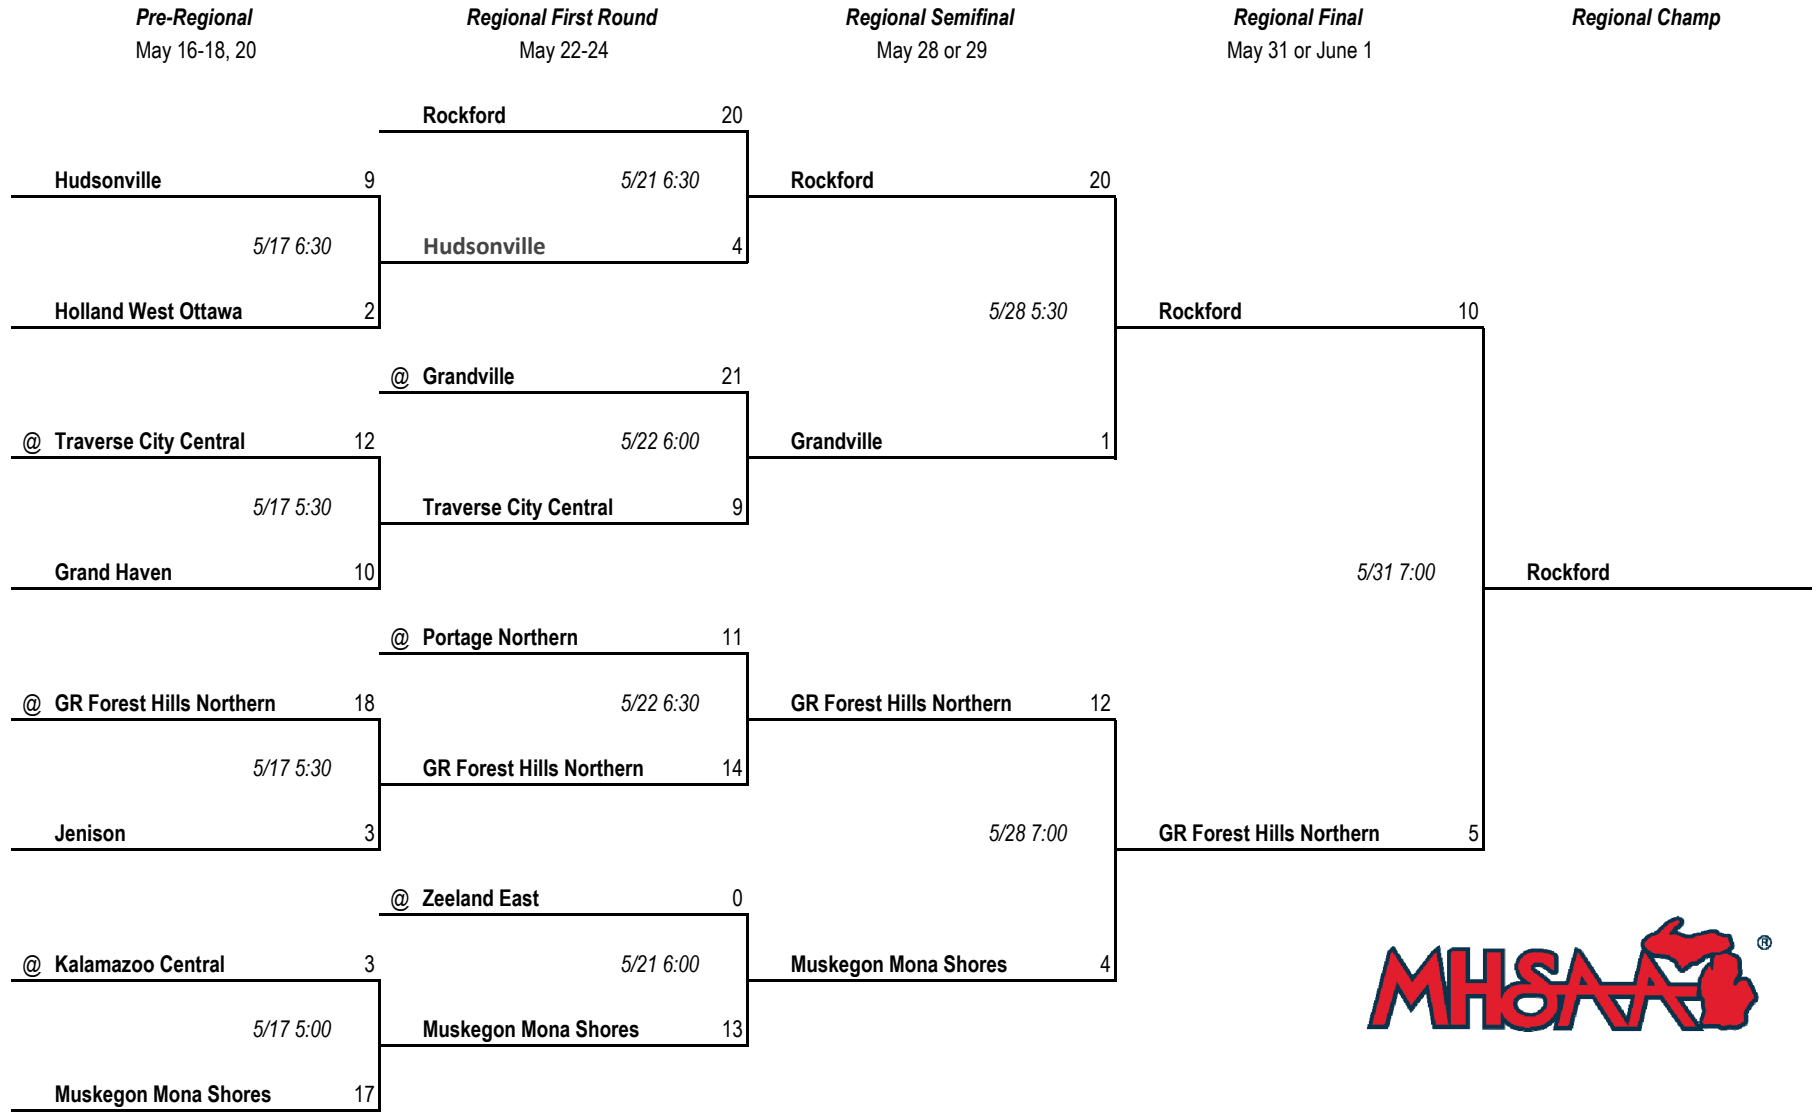 Pre-Regional Regional First Round Regional Semifinal Regional Final Regional Champ
May 16-18, 20 May 22-24 May 28 or 29 May 31 or June 1
Rockford 20
Hudsonville 9 5/21 6:30 Rockford 20
5/17 6:30 Hudsonville 4
Holland West Ottawa 2 5/28 5:30 Rockford 10
@ Grandville 21
@ Traverse City Central 12 5/22 6:00 Grandville 1
5/17 5:30 Traverse City Central 9
Grand Haven 10 5/31 7:00 Rockford
@ Portage Northern 11
@ GR Forest Hills Northern 18 5/22 6:30 GR Forest Hills Northern 12
5/17 5:30 GR Forest Hills Northern 14
Jenison 3 5/28 7:00 GR Forest Hills Northern 5
@ Zeeland East 0
@ Kalamazoo Central 3 5/21 6:00 Muskegon Mona Shores 4
MHSAA ®
5/17 5:00 Muskegon Mona Shores 13
Muskegon Mona Shores 17